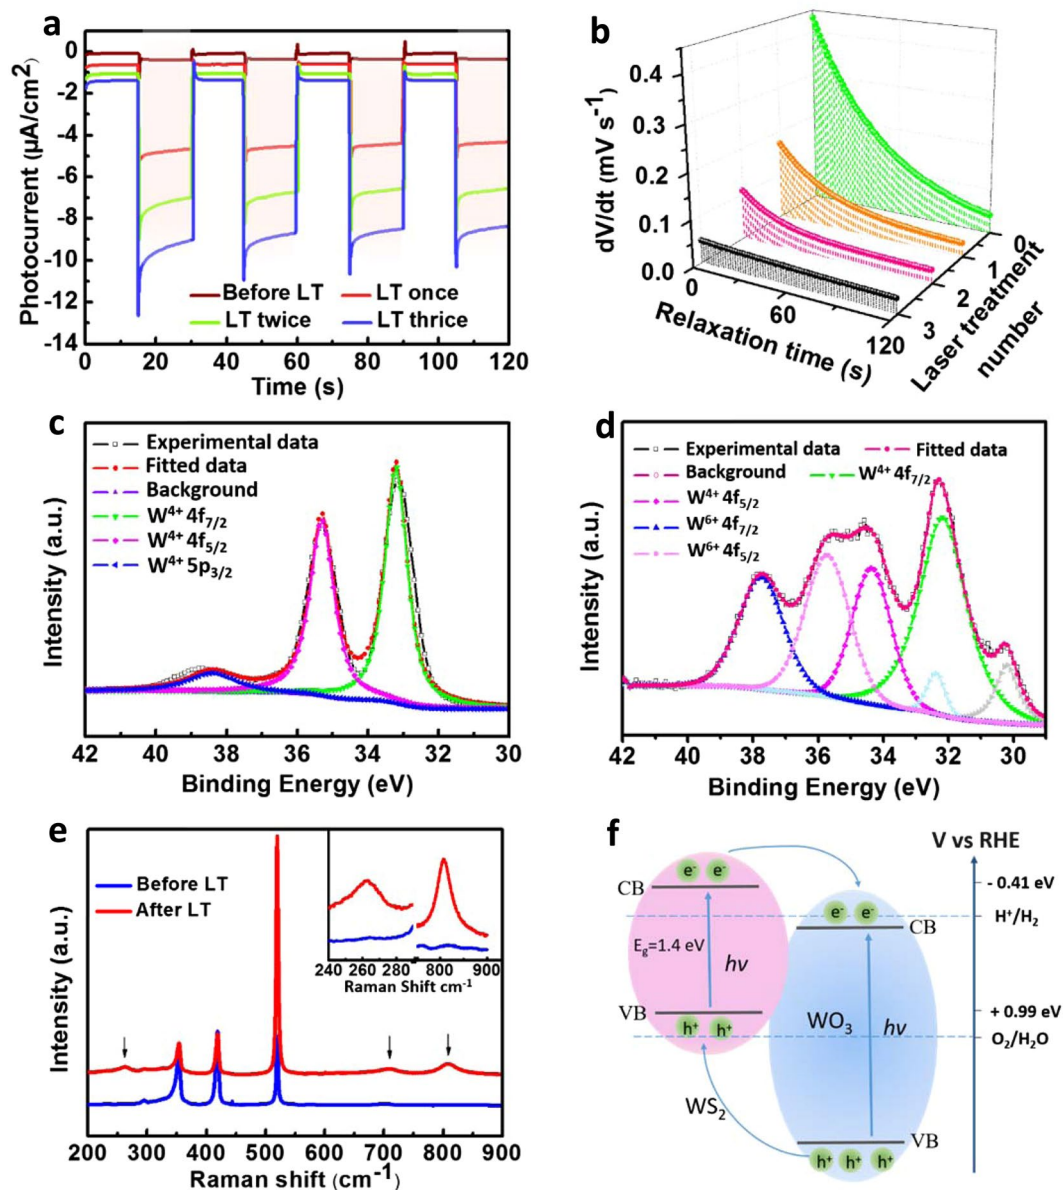 a
Photocurrent (µA/cm²)
0
-2
-4
-6
-8
-10
-12
-14
Before LT
LT once
LT twice
LT thrice
0 20 40 60 80 100 120
Time (s)
b
dV/dt (mV s⁻¹)
0.4
0.3
0.2
0.1
0.0
0
60
120
Relaxation time (s)
0
1
2
3
Laser treatment
number
c
Intensity (a.u.)
Experimental data
Fitted data
Background
W⁴⁺ 4f₇/₂
W⁴⁺ 4f₅/₂
W⁴⁺ 5p₃/₂
42 40 38 36 34 32 30
Binding Energy (eV)
d
Intensity (a.u.)
Experimental data Fitted data
Background W⁴⁺ 4f₇/₂
W⁴⁺ 4f₅/₂
W⁶⁺ 4f₇/₂
W⁶⁺ 4f₅/₂
42 40 38 36 34 32 30
Binding Energy (eV)
e
Intensity (a.u.)
Before LT
After LT
240 260 280 800 900
Raman Shift cm⁻¹
200 300 400 500 600 700 800 900
Raman shift (cm⁻¹)
f
V vs RHE
e⁻ e⁻
CB
- 0.41 eV
e⁻ e⁻
H⁺/H₂
CB
E₉=1.4 eV
hν
VB
+ 0.99 eV
h⁺ h⁺
WO₃
hν
O₂/H₂O
WS₂
VB
h⁺ h⁺ h⁺